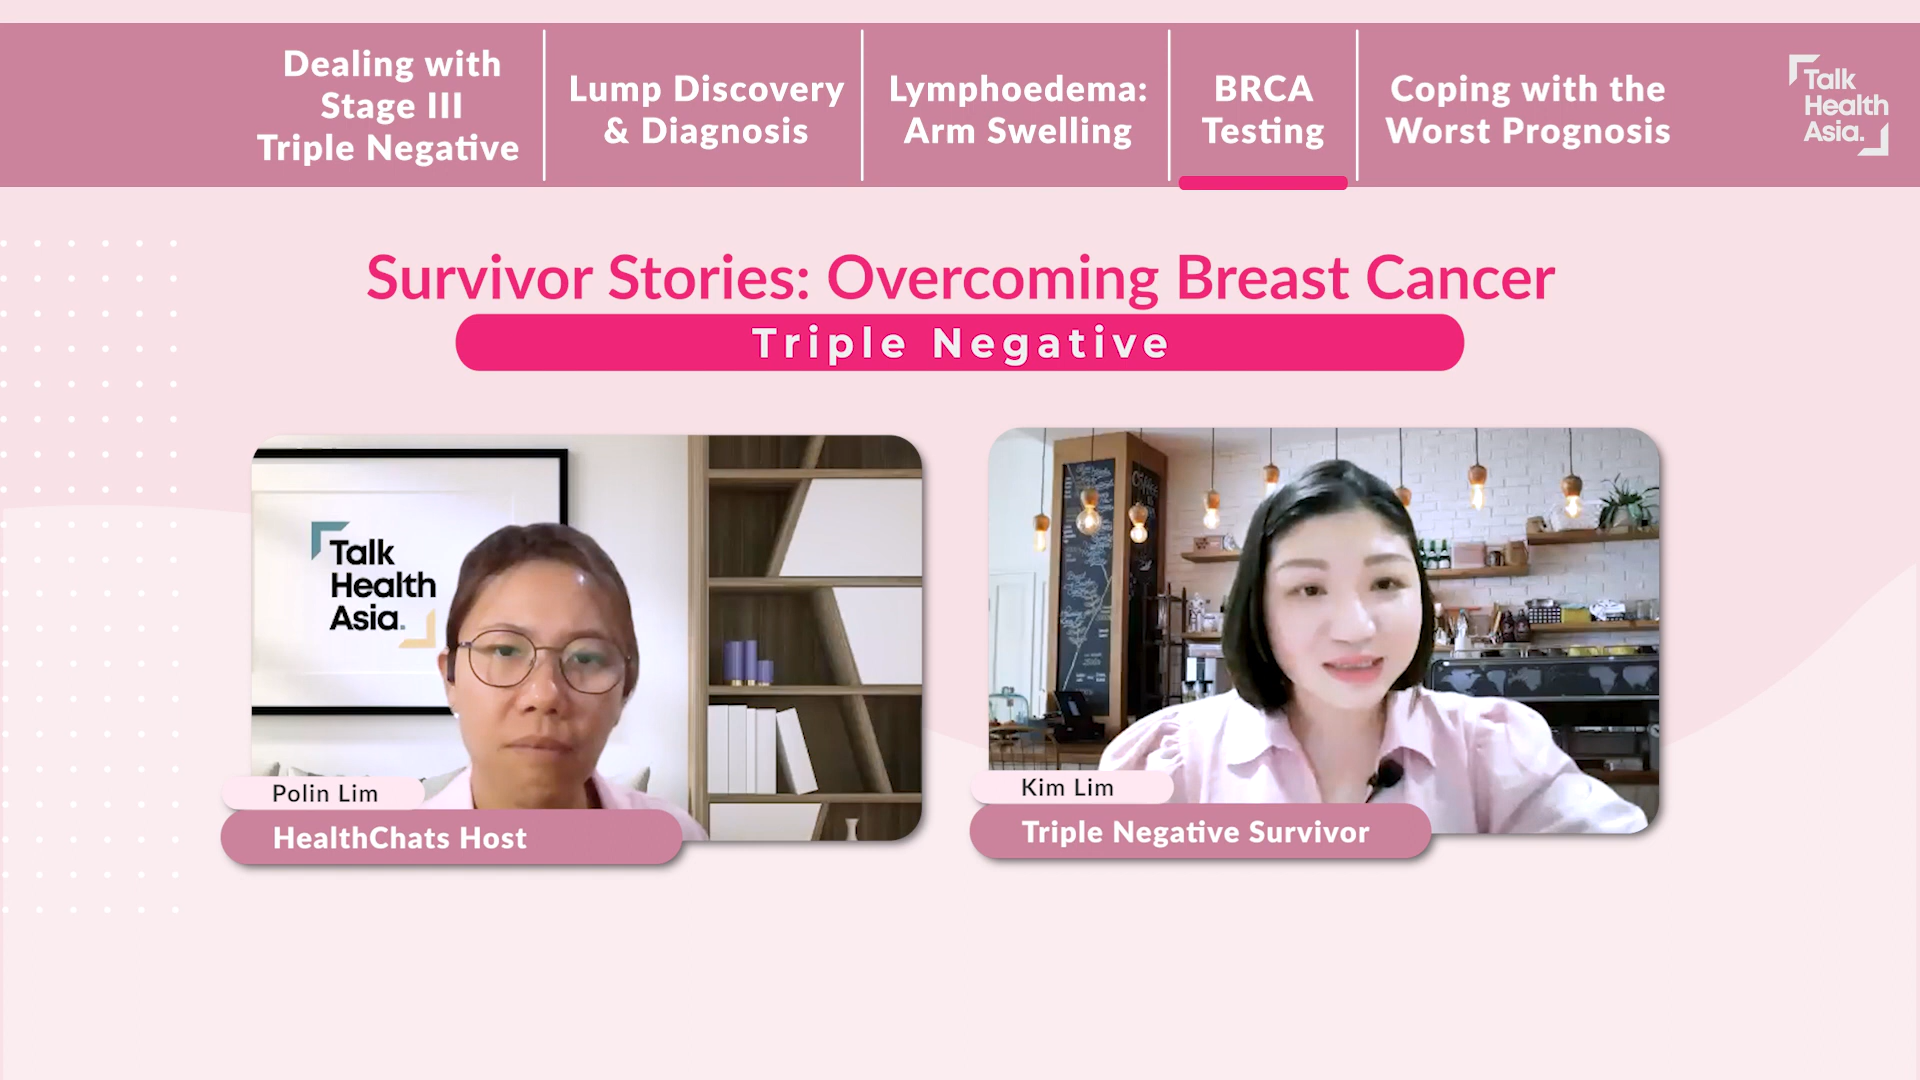 Dealing with
Stage III
Triple Negative
Lump Discovery
& Diagnosis
Lymphoedema:
Arm Swelling
BRCA
Testing
Coping with the
Worst Prognosis
Talk
Health
Asia.
Survivor Stories: Overcoming Breast Cancer
Triple Negative
Talk
Health
Asia.
Polin Lim
HealthChats Host
Coffee
Kim Lim
Triple Negative Survivor